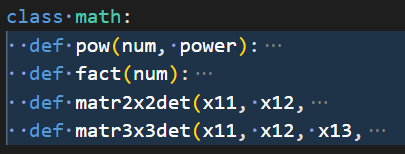 class math:
def pow(num, power):···
def fact(num):···
def matr2x2det(x11, x12,···
def matr3x3det(x11, x12, x13,···